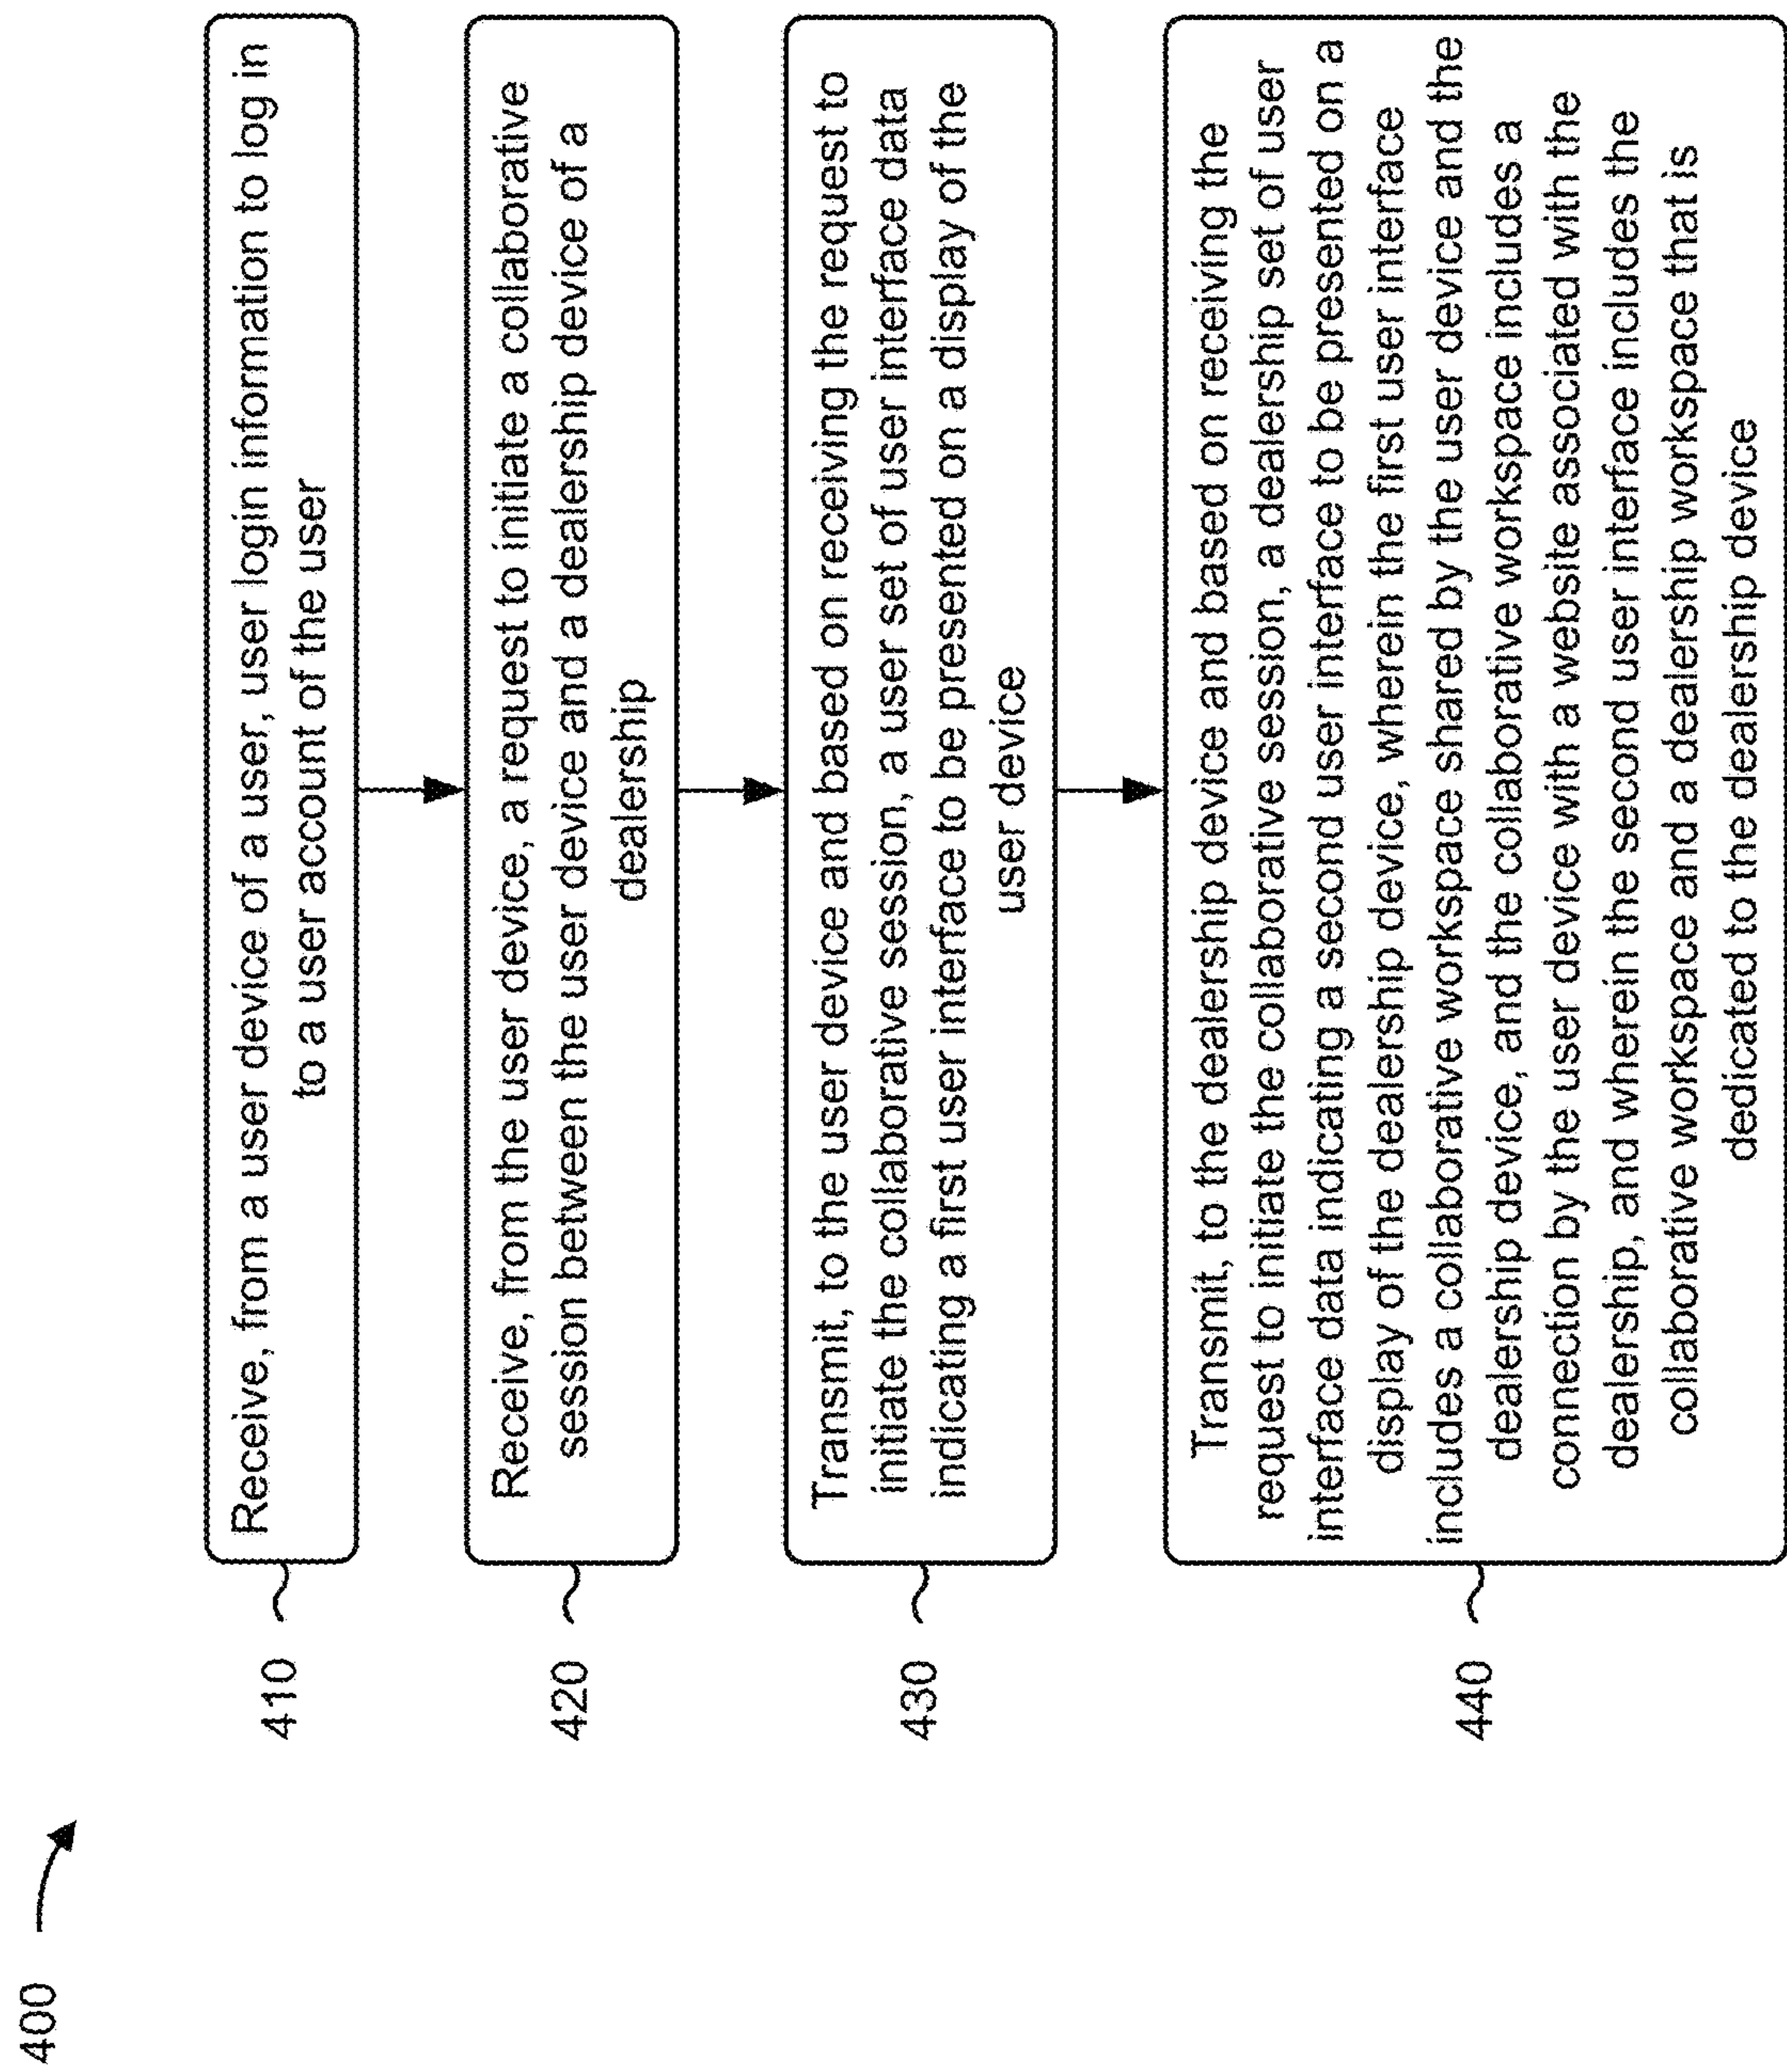 400
410
Receive, from a user device of a user, user login information to log in
to a user account of the user
420
Receive, from the user device, a request to initiate a collaborative
session between the user device and a dealership device of a
dealership
430
Transmit, to the user device and based on receiving the request to
initiate the collaborative session, a user set of user interface data
indicating a first user interface to be presented on a display of the
user device
440
Transmit, to the dealership device and based on receiving the
request to initiate the collaborative session, a dealership set of user
interface data indicating a second user interface to be presented on a
display of the dealership device, wherein the first user interface
includes a collaborative workspace shared by the user device and the
dealership device, and the collaborative workspace includes a
connection by the user device with a website associated with the
dealership, and wherein the second user interface includes the
collaborative workspace and a dealership workspace that is
dedicated to the dealership device